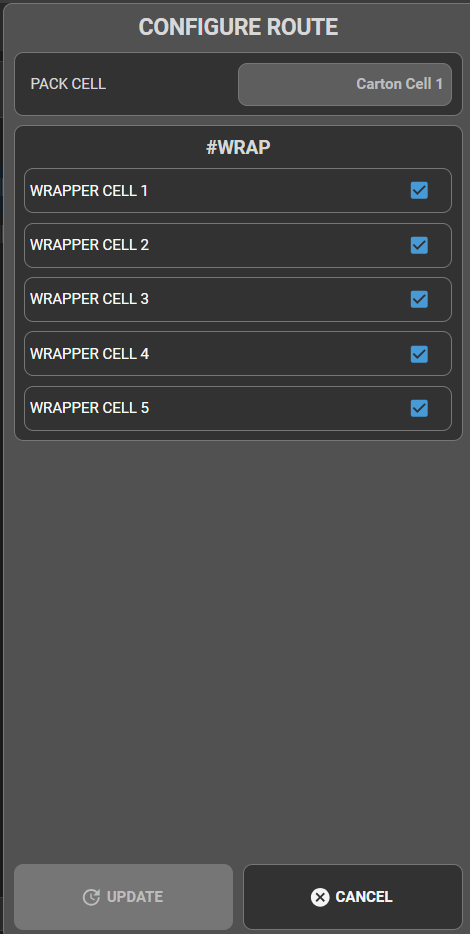 CONFIGURE ROUTE
PACK CELL Carton Cell 1
#WRAP
WRAPPER CELL 1
WRAPPER CELL 2
WRAPPER CELL 3
WRAPPER CELL 4
WRAPPER CELL 5
UPDATE CANCEL